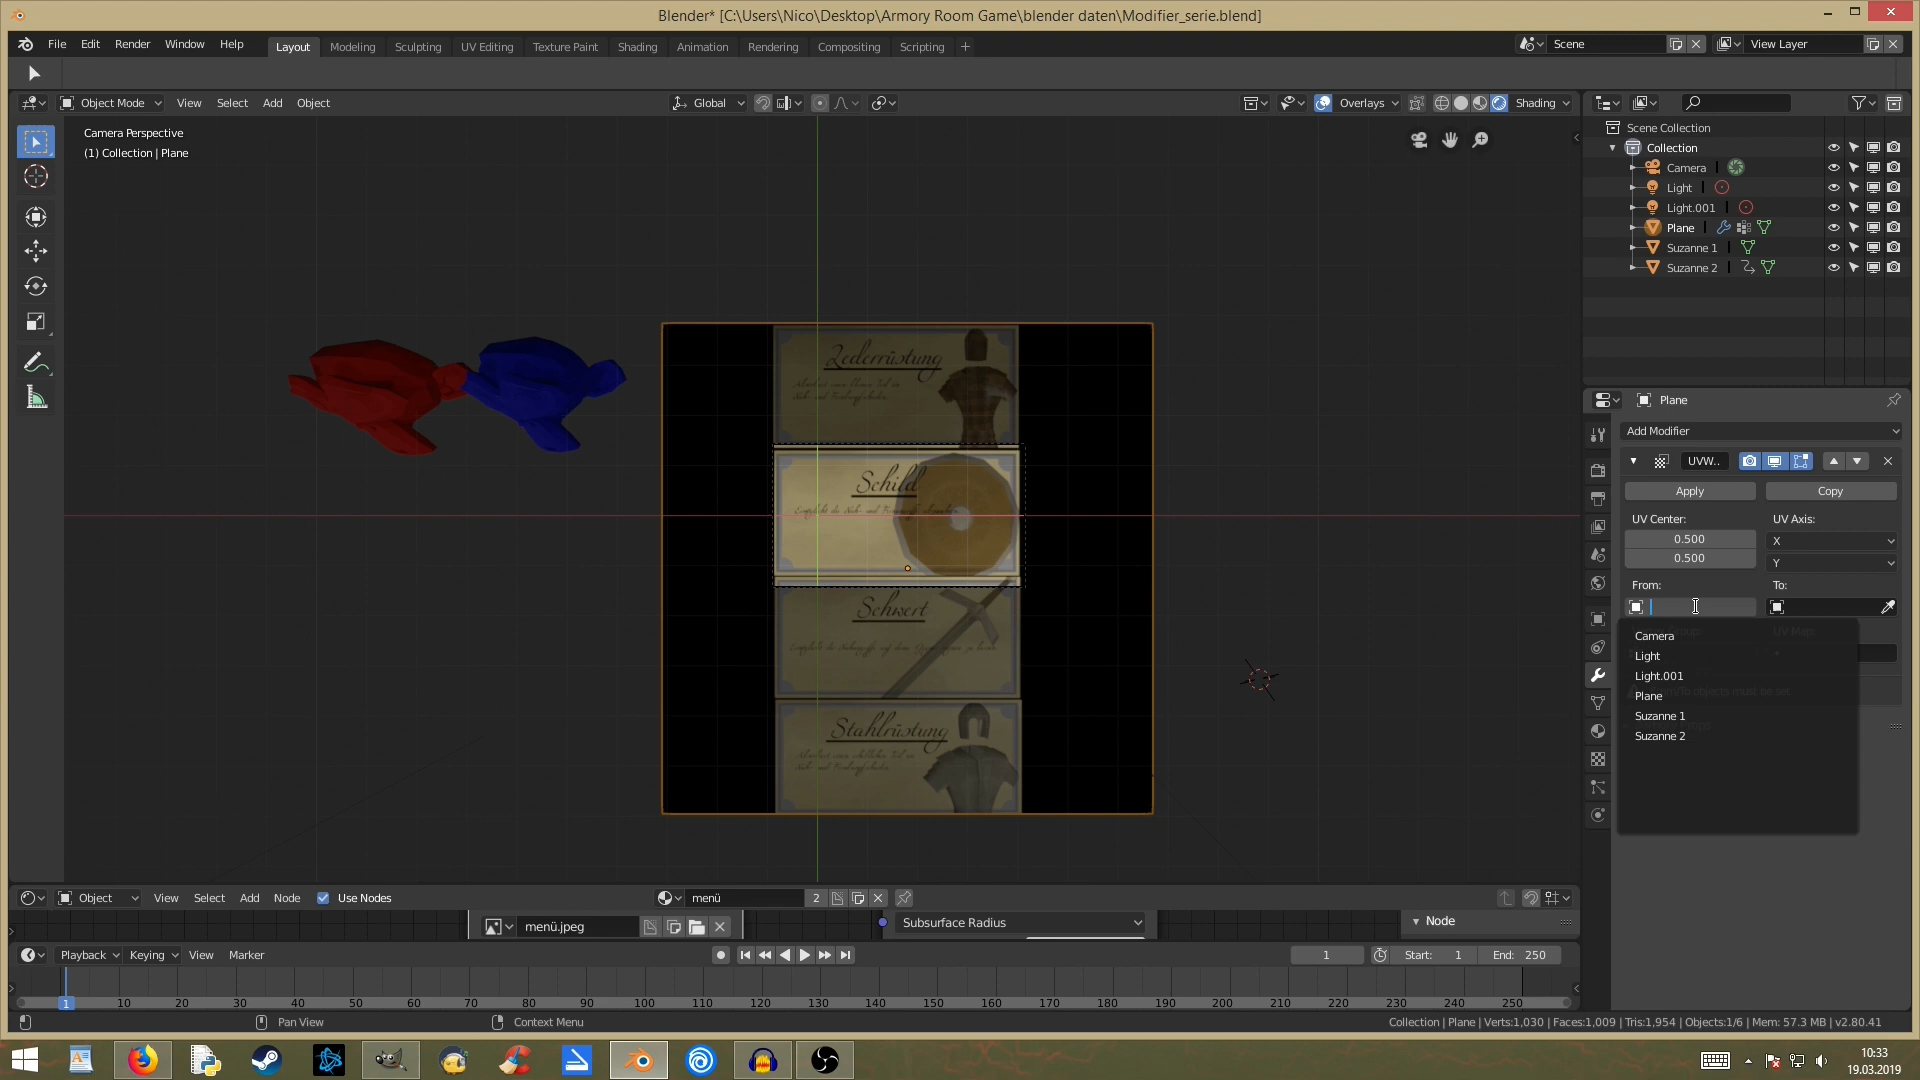 Blender* [C:\Users\Nico\Desktop\Armory Room Game\blender daten\Modifier_serie.blend]
File Edit Render Window Help
Layout Modeling Sculpting UV Editing Texture Paint Shading Animation Rendering Compositing Scripting +
Scene
View Layer
Object Mode View Select Add Object
Global
Overlays
Shading
Camera Perspective
(1) Collection | Plane
Scene Collection
Collection
Camera
Light
Light.001
Plane
Suzanne 1
Suzanne 2
Lederrüstung
Schild
Schwert
Stahlrüstung
Plane
Add Modifier
UVW..
Apply Copy
UV Center: UV Axis:
0.500 X
0.500 Y
From: To:
Camera
Light
Light.001
Plane
Suzanne 1
Suzanne 2
Object View Select Add Node Use Nodes
menü 2
menü.jpeg
Subsurface Radius
Node
Playback Keying View Marker
1 Start: 1 End: 250
1 10 20 30 40 50 60 70 80 90 100 110 120 130 140 150 160 170 180 190 200 210 220 230 240 250
Pan View Context Menu
Collection | Plane | Verts:1,030 | Faces:1,009 | Tris:1,954 | Objects:1/6 | Mem: 57.3 MB | v2.80.41
10:33
19.03.2019